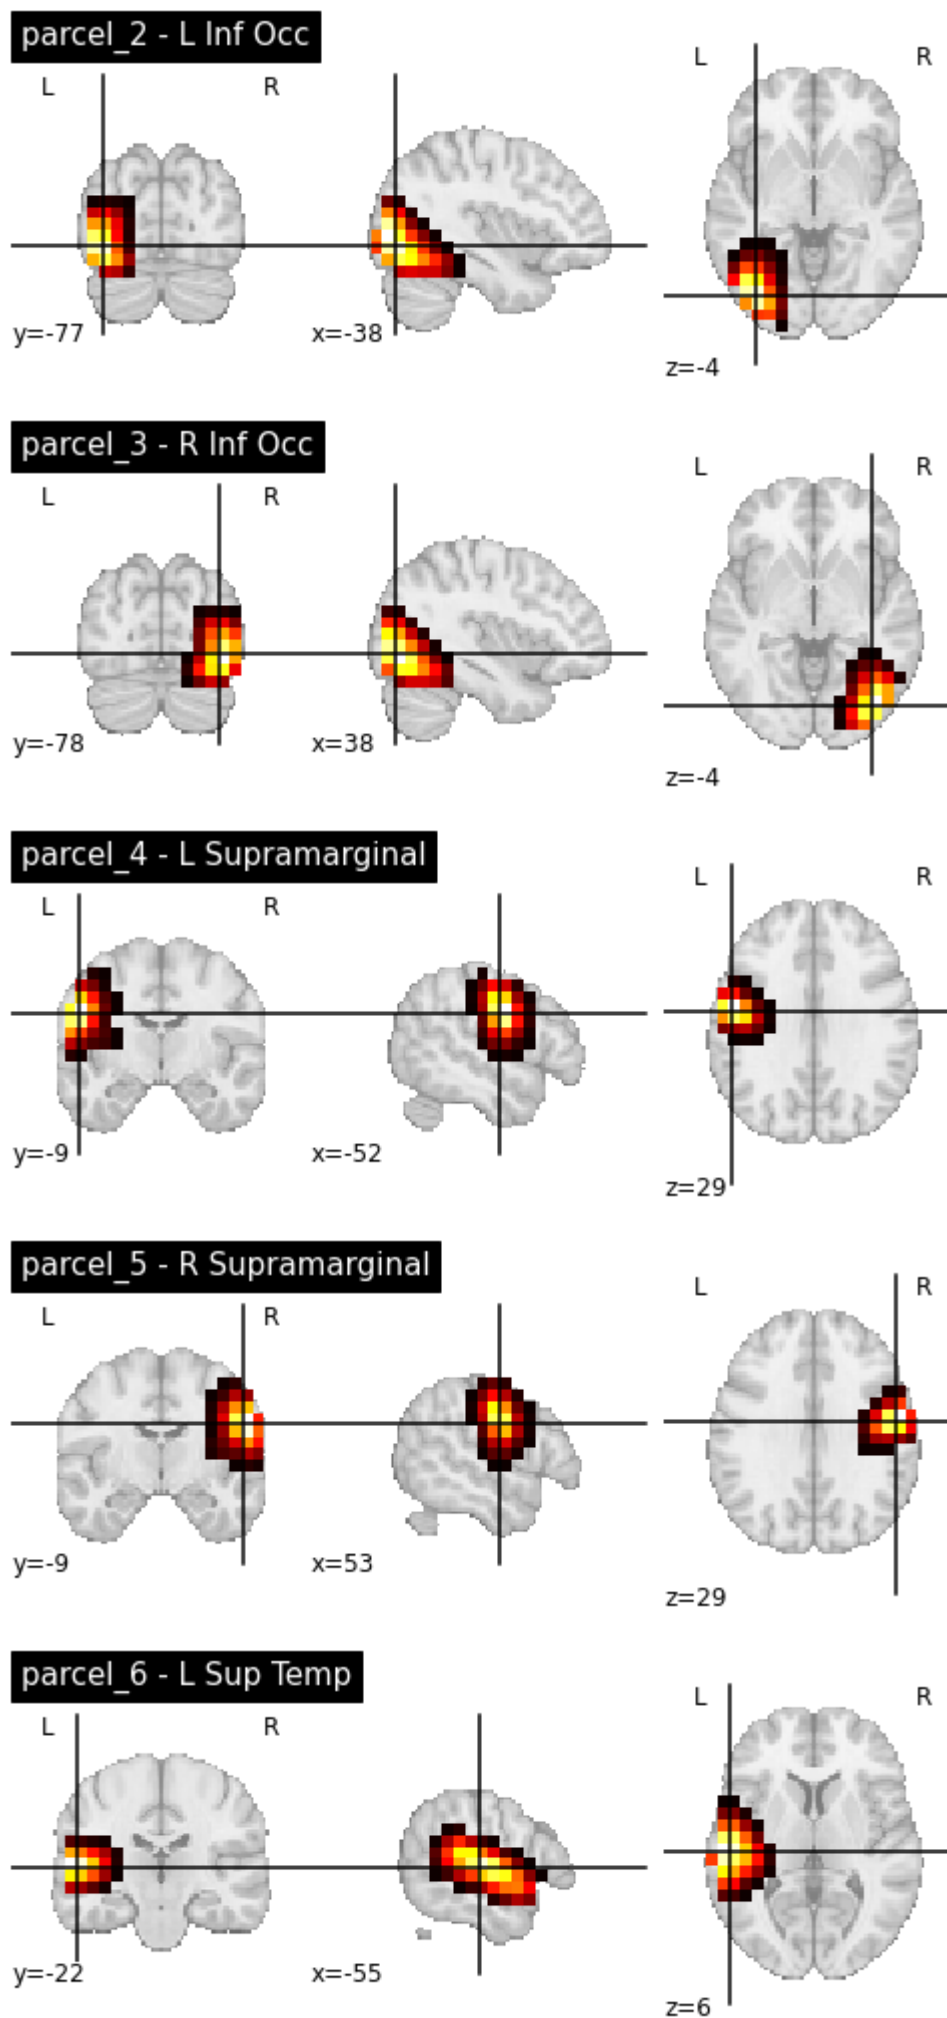 parcel_2 - L Inf Occ
L R L R
y=-77 x=-38 z=-4
parcel_3 - R Inf Occ
L R L R
y=-78 x=38 z=-4
parcel_4 - L Supramarginal
L R L R
y=-9 x=-52 z=29
parcel_5 - R Supramarginal
L R L R
y=-9 x=53 z=29
parcel_6 - L Sup Temp
L R L R
y=-22 x=-55 z=6